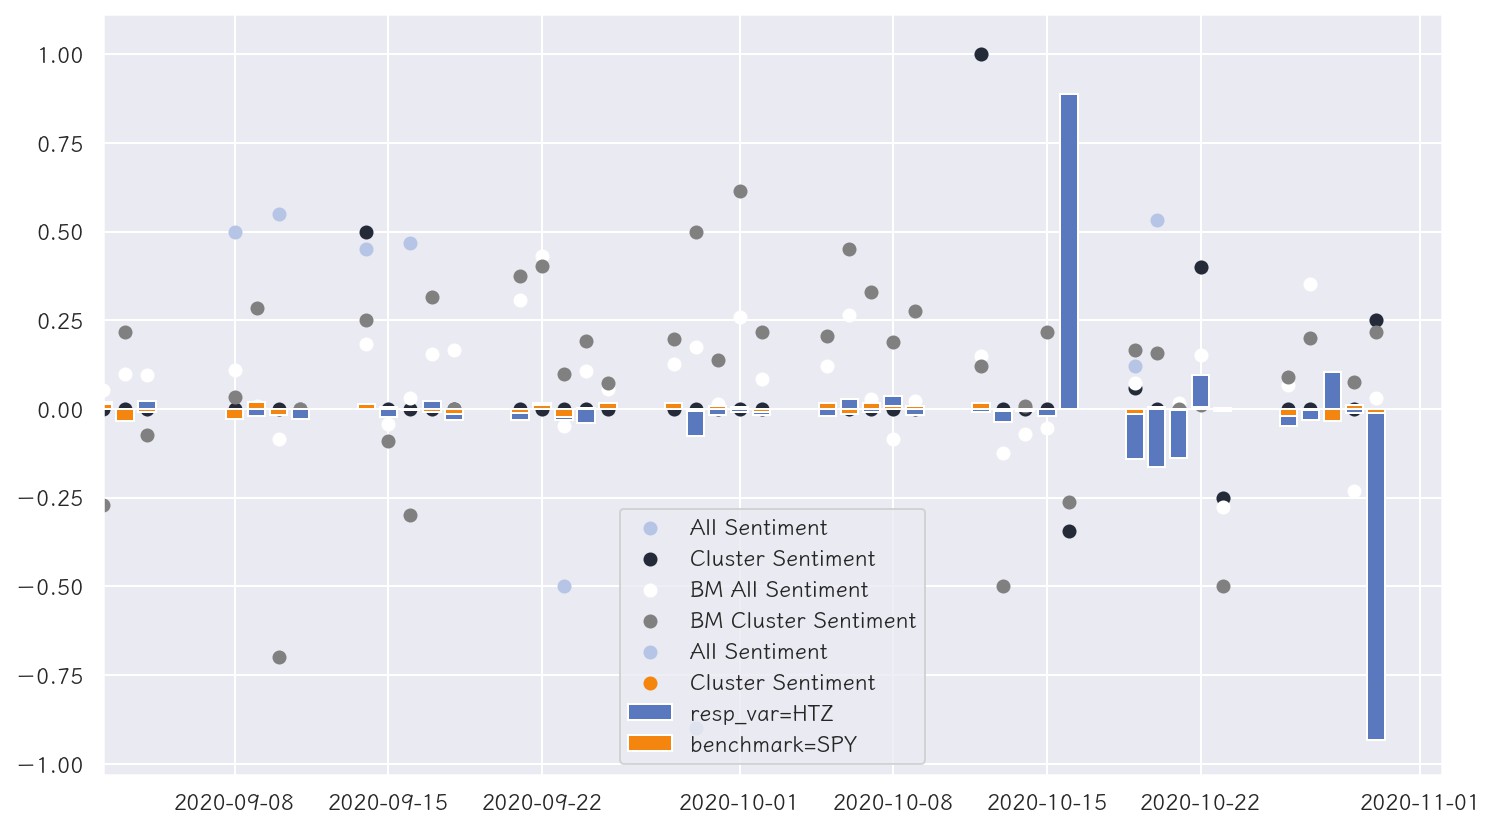 1.00
0.75
0.50
0.25
0.00
−0.25
−0.50
−0.75
−1.00
All Sentiment
Cluster Sentiment
BM All Sentiment
BM Cluster Sentiment
All Sentiment
Cluster Sentiment
resp_var=HTZ
benchmark=SPY
2020-09-08 2020-09-15 2020-09-22 2020-10-01 2020-10-08 2020-10-15 2020-10-22 2020-11-01